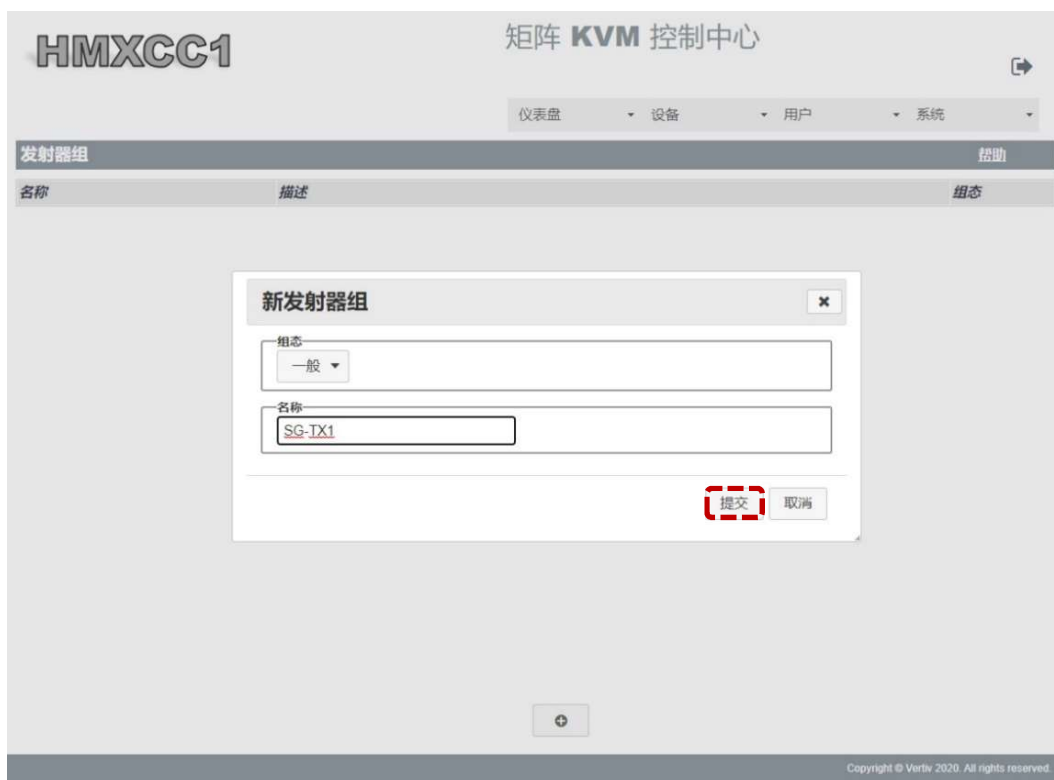 HMXCC1
矩阵 KVM 控制中心
仪表盘 设备 用户 系统
发射器组 帮助
名称 描述 组态
新发射器组
组态
一般
名称
SG-TX1
提交 取消
Copyright © Vertiv 2020. All rights reserved